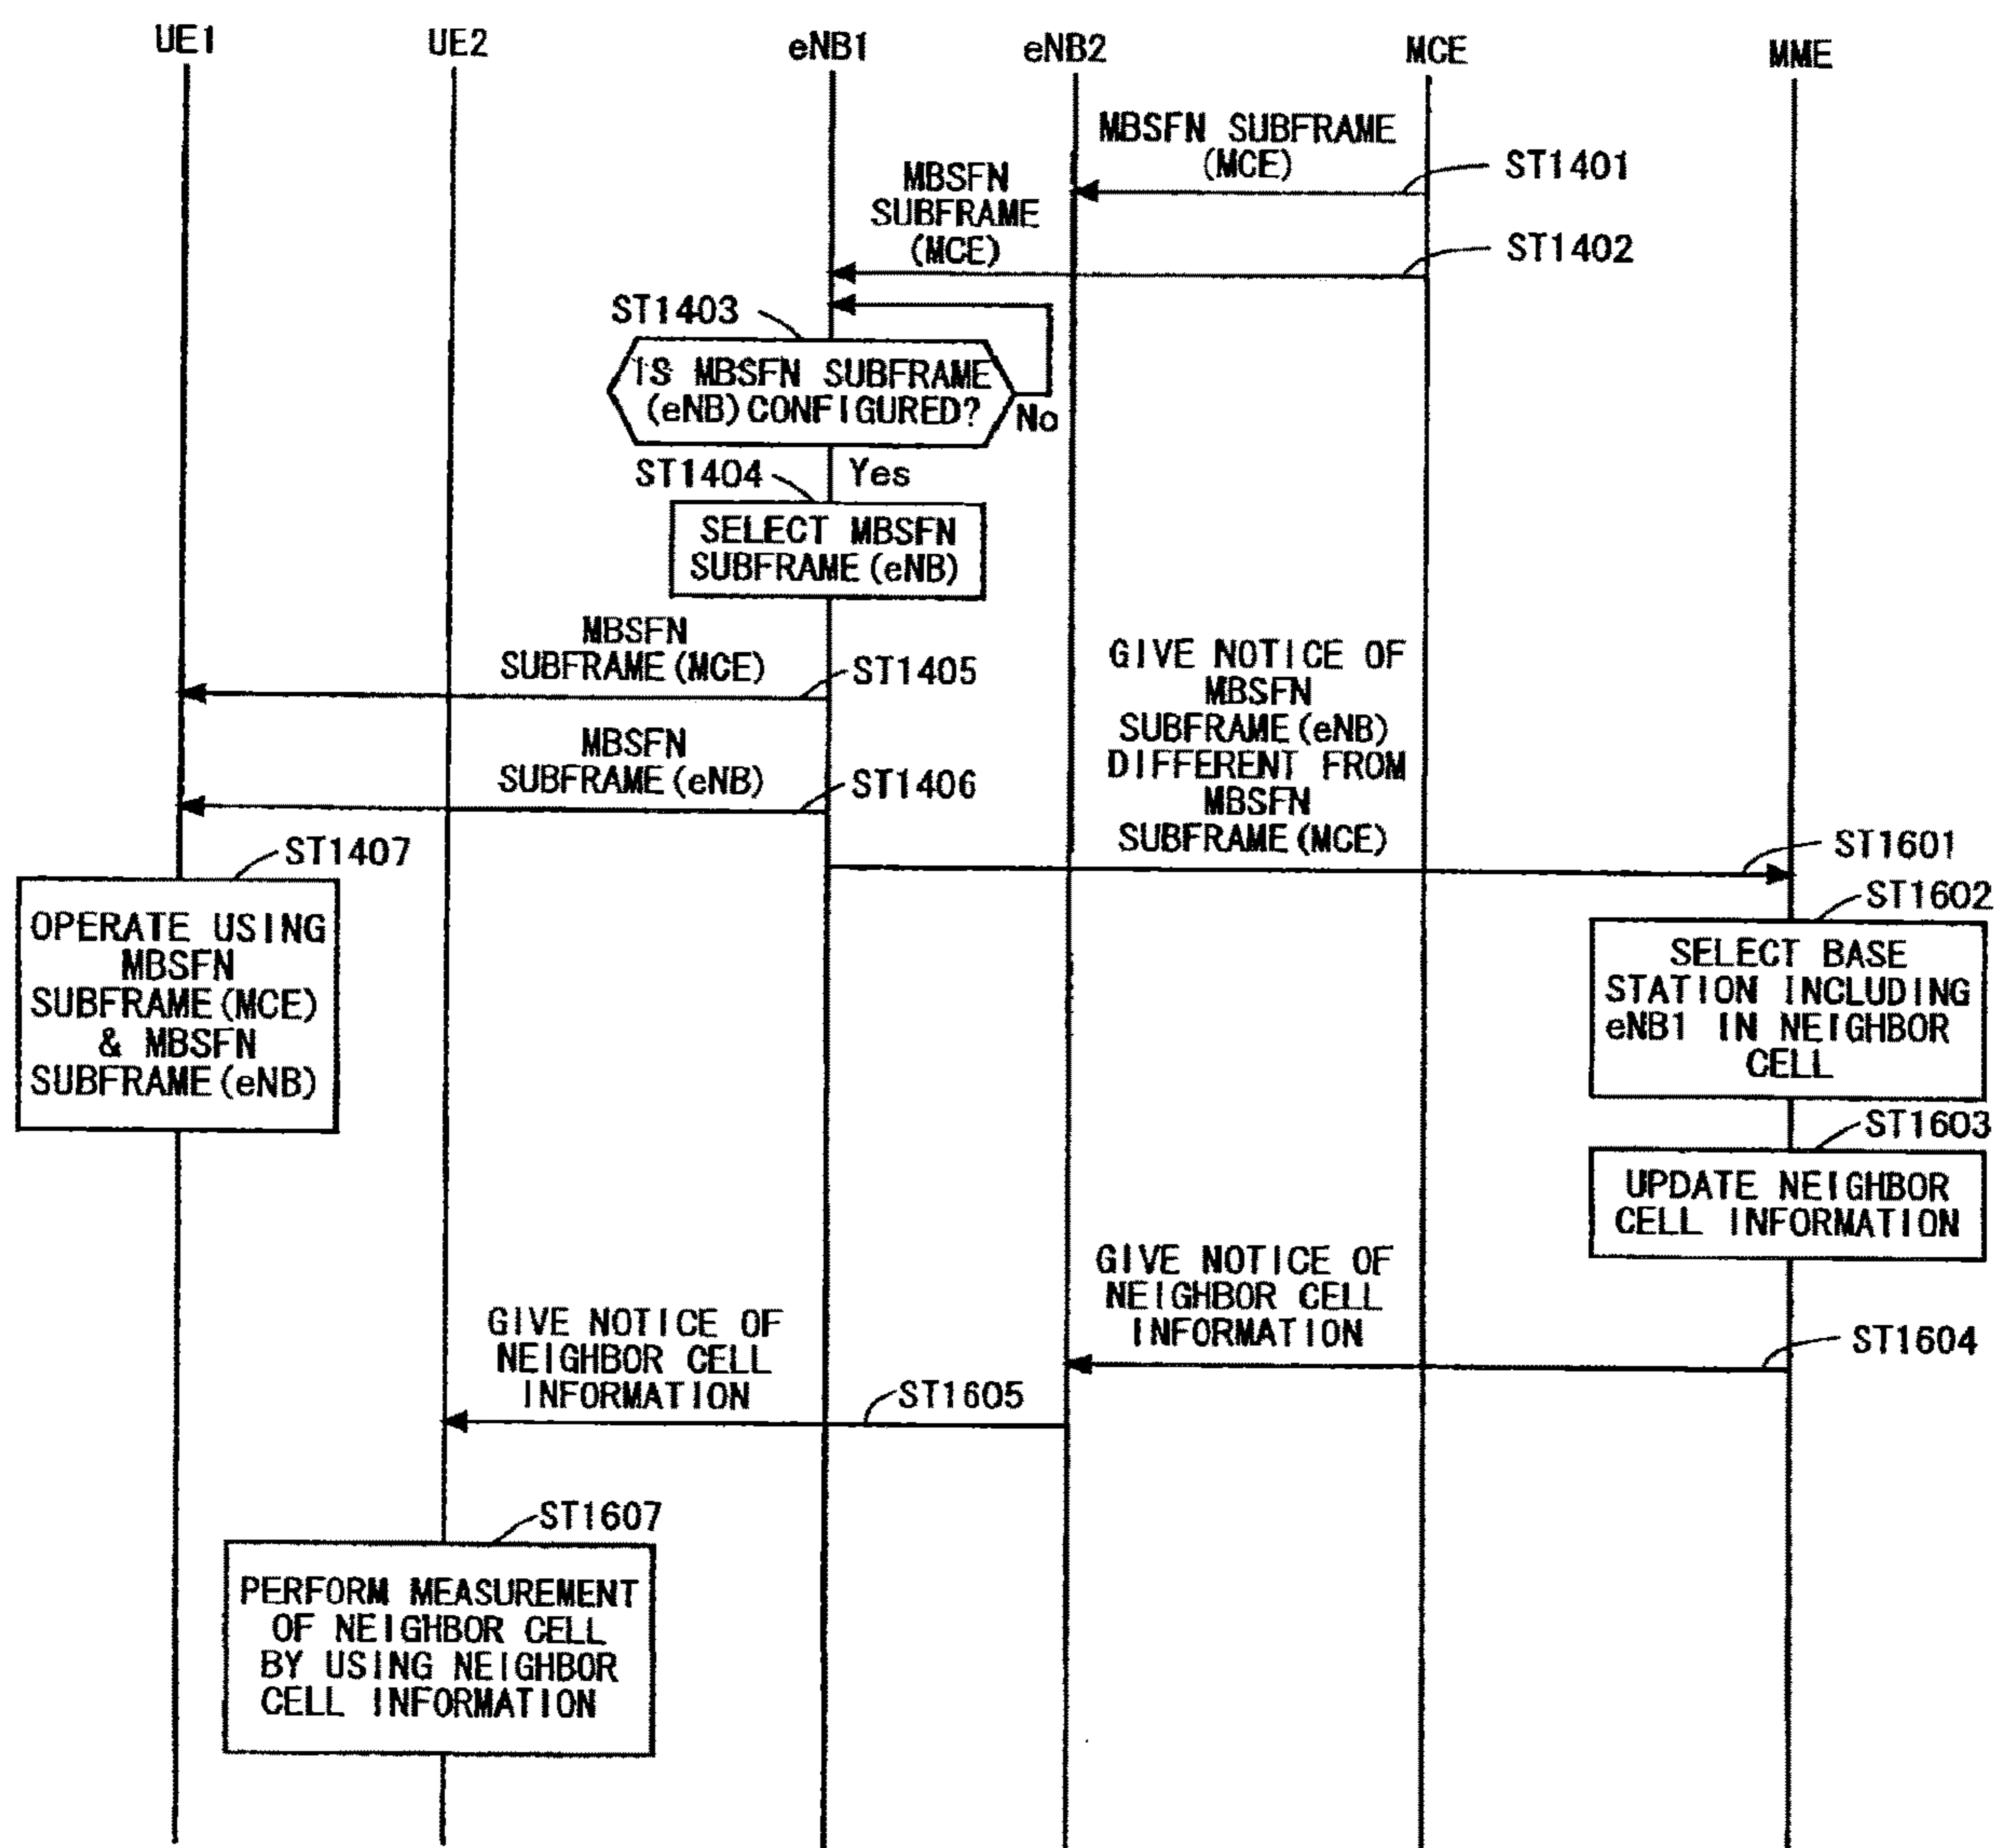 UE1
UE2
eNB1
eNB2
MCE
MME
MBSFN SUBFRAME
(MCE)
ST1401
MBSFN
SUBFRAME
(MCE)
ST1402
ST1403
IS MBSFN SUBFRAME
(eNB) CONFIGURED?
No
ST1404
Yes
SELECT MBSFN
SUBFRAME (eNB)
MBSFN
SUBFRAME (MCE)
ST1405
MBSFN
SUBFRAME (eNB)
ST1406
GIVE NOTICE OF
MBSFN
SUBFRAME (eNB)
DIFFERENT FROM
MBSFN
SUBFRAME (MCE)
ST1601
ST1407
OPERATE USING
MBSFN
SUBFRAME (MCE)
& MBSFN
SUBFRAME (eNB)
ST1602
SELECT BASE
STATION INCLUDING
eNB1 IN NEIGHBOR
CELL
ST1603
UPDATE NEIGHBOR
CELL INFORMATION
GIVE NOTICE OF
NEIGHBOR CELL
INFORMATION
ST1604
GIVE NOTICE OF
NEIGHBOR CELL
INFORMATION
ST1605
ST1607
PERFORM MEASUREMENT
OF NEIGHBOR CELL
BY USING NEIGHBOR
CELL INFORMATION